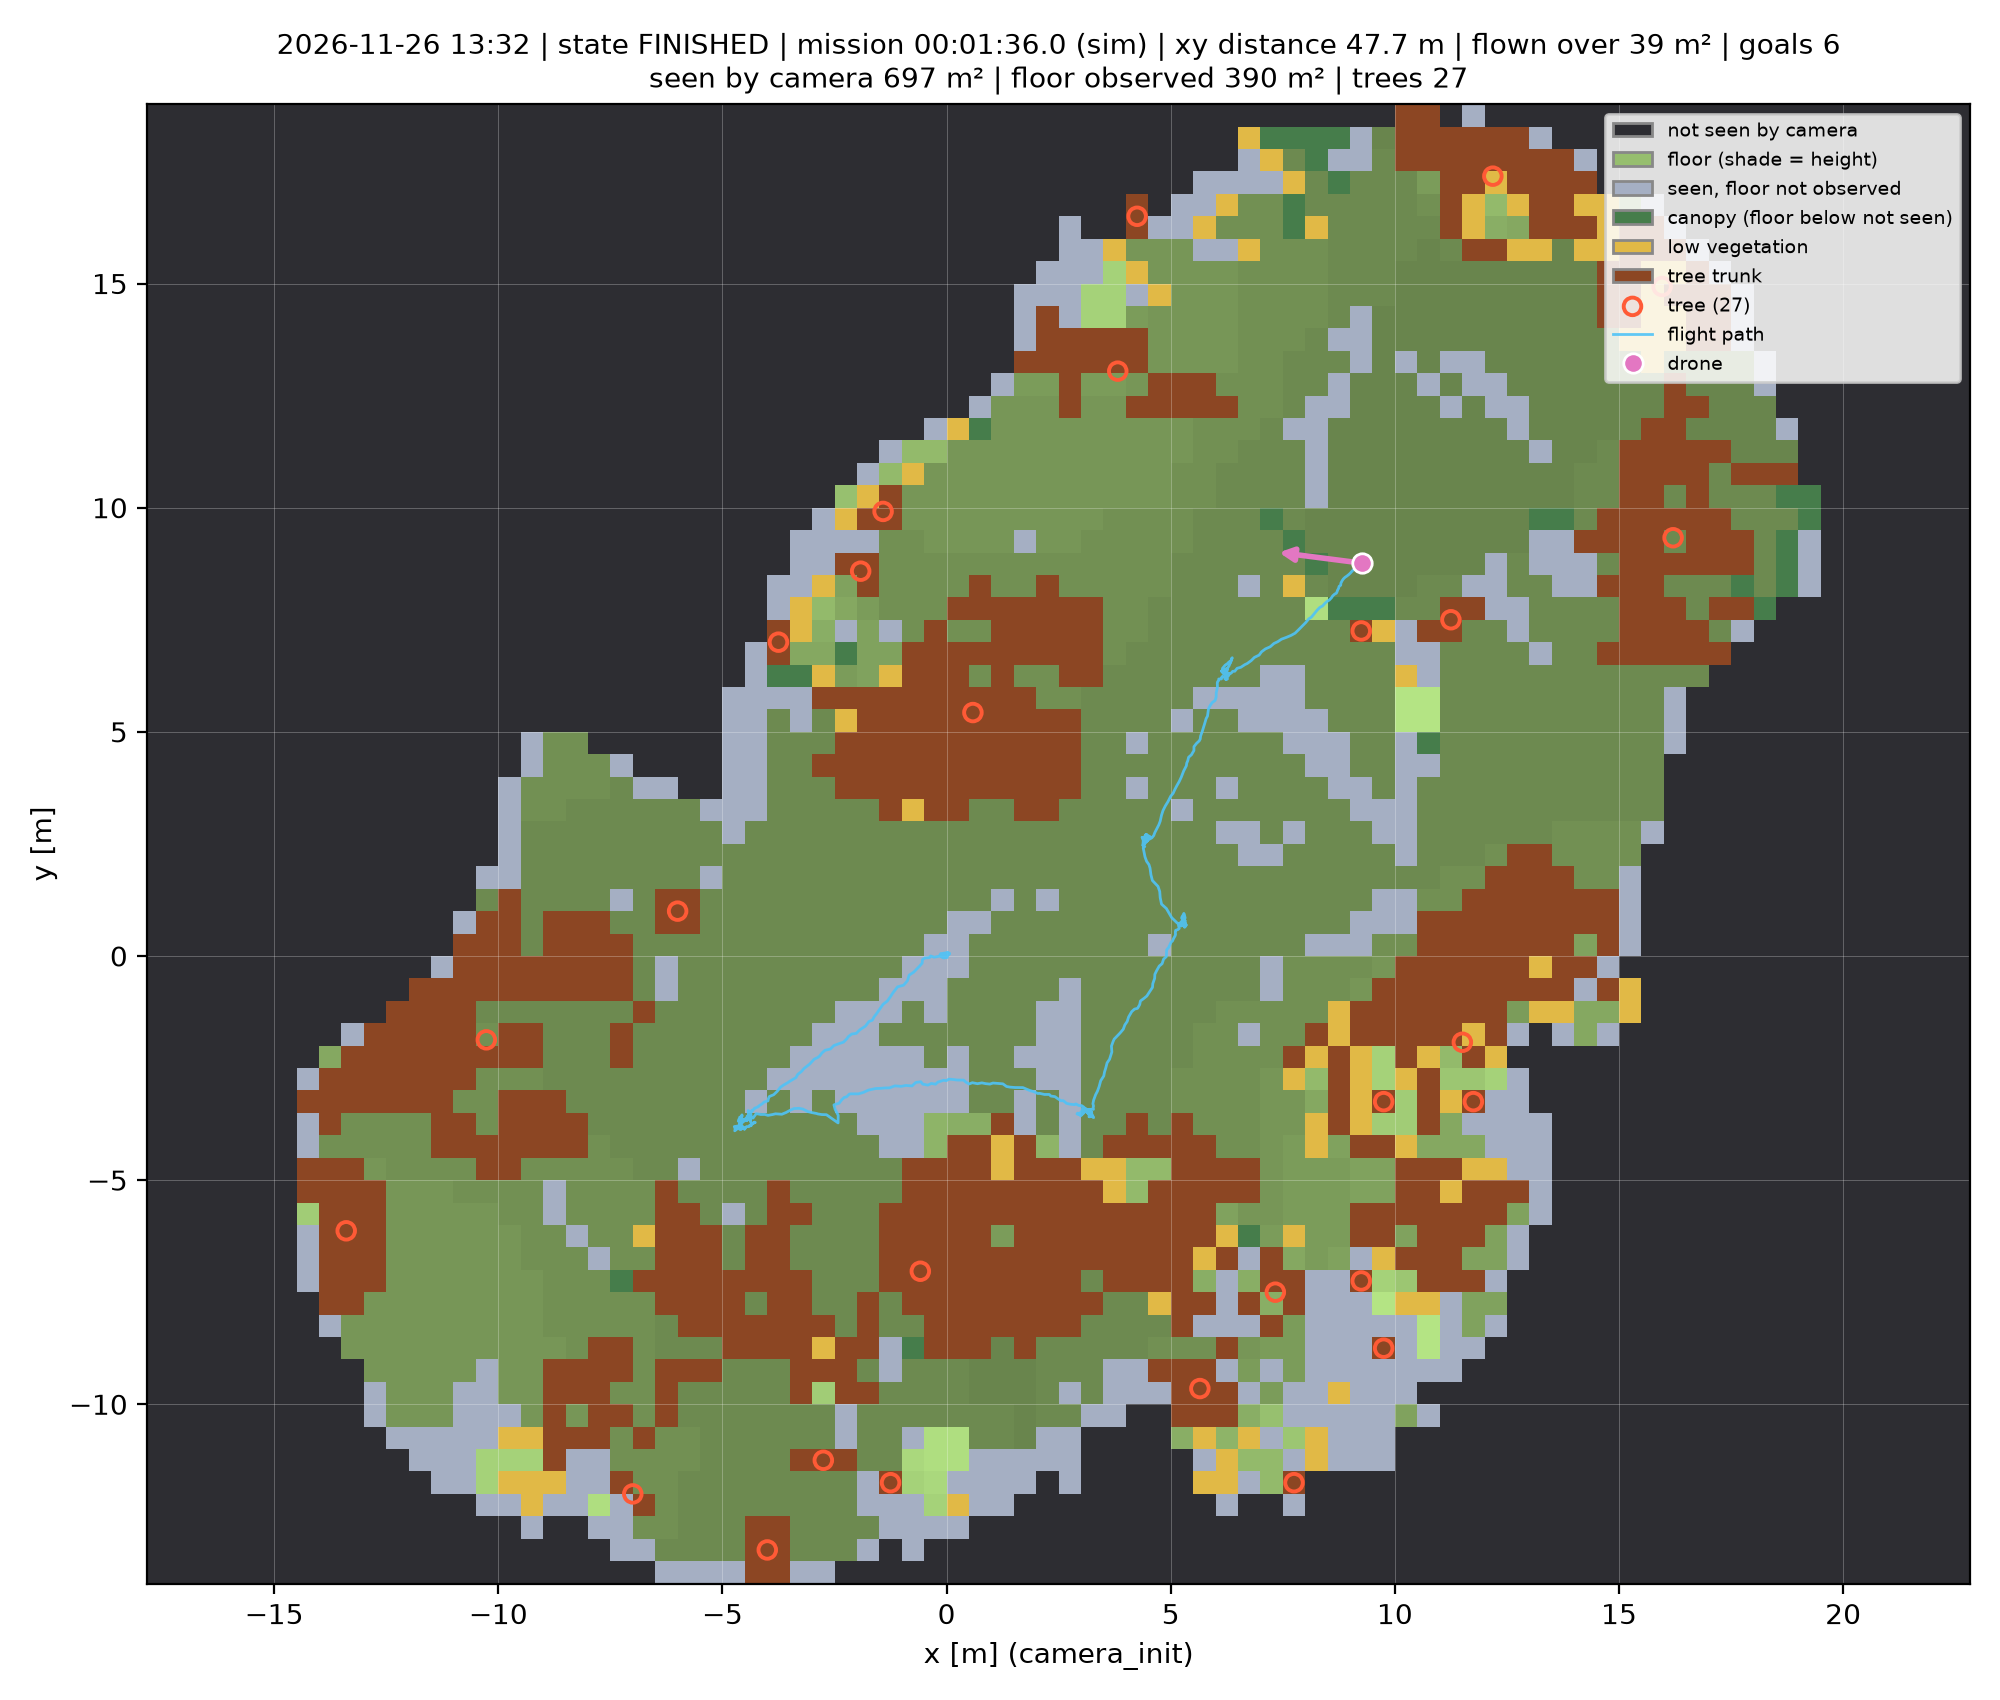 2026-11-26 13:32 | state FINISHED | mission 00:01:36.0 (sim) | xy distance 47.7 m | flown over 39 m² | goals 6
seen by camera 697 m² | floor observed 390 m² | trees 27
not seen by camera
floor (shade = height)
seen, floor not observed
canopy (floor below not seen)
low vegetation
tree trunk
tree (27)
flight path
drone
15
10
5
0
−5
−10
y [m]
−15 −10 −5 0 5 10 15 20
x [m] (camera_init)